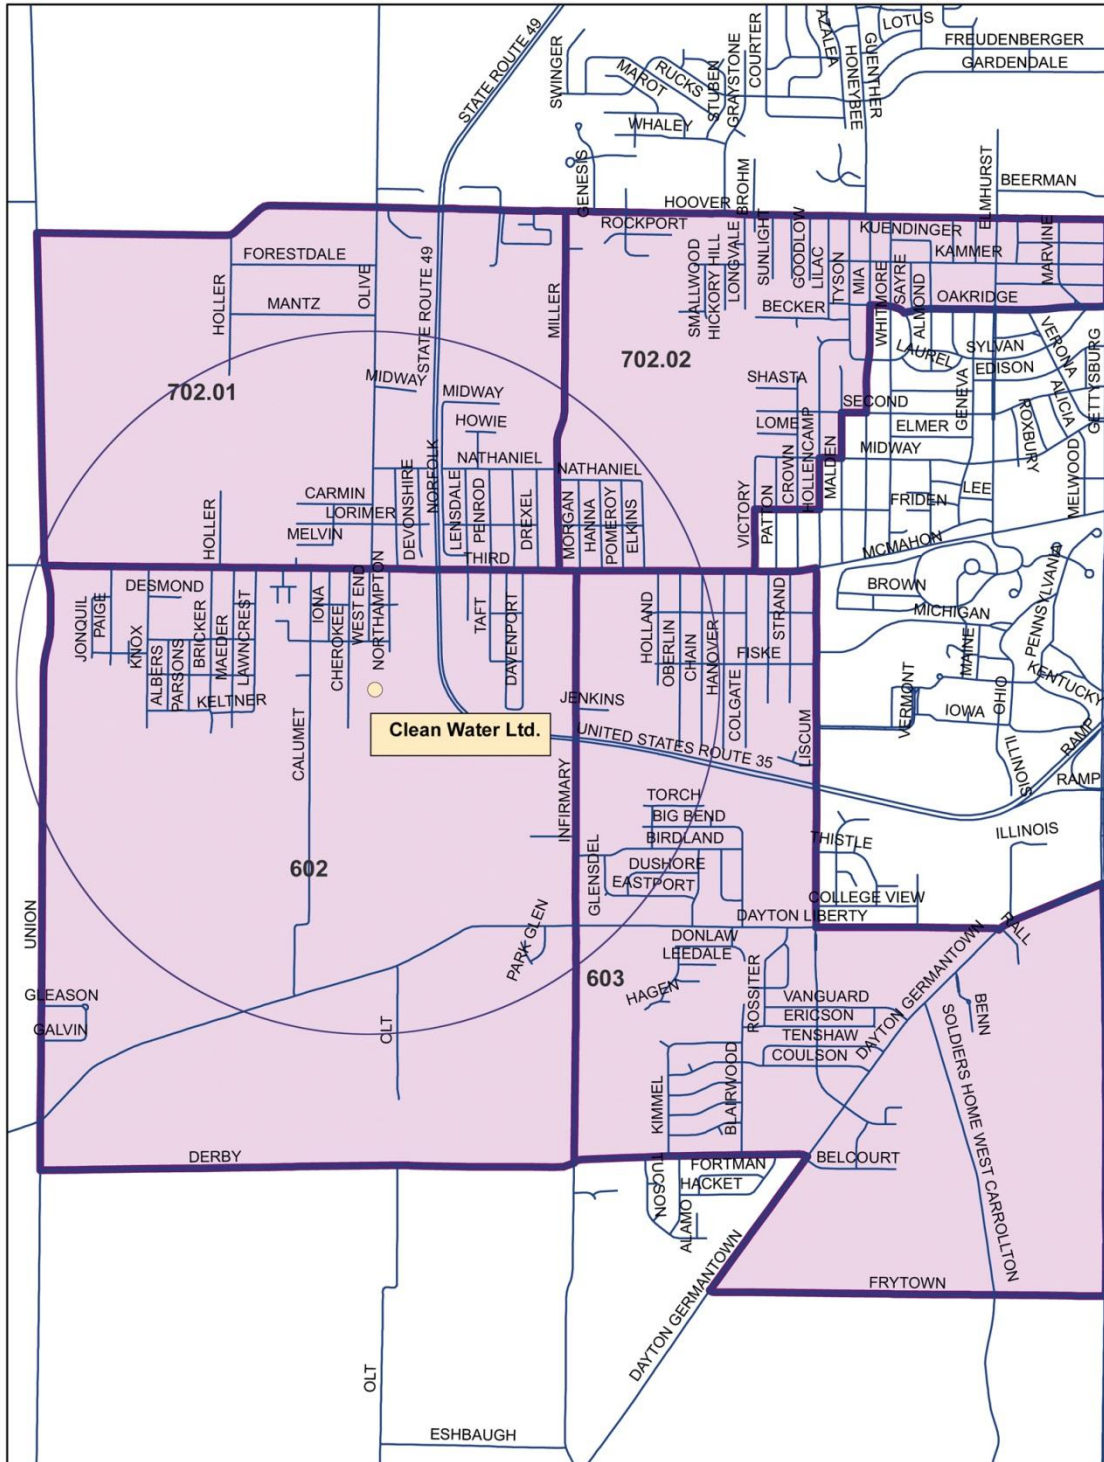 STATE ROUTE 49
SWINGER
MAROT
RUCKS
STUBEN
GRAYSTONE
COURTER
AZALEA
HONEYBEE
GUENTHER
LOTUS
FREUDENBERGER
GARDENDALE
WHALEY
GENESIS
HOOVER
BROHM
ELMHURST
BEERMAN
ROCKPORT
KUENDINGER
KAMMER
MARVINE
FORESTDALE
OLIVE
HOLLER
MANTZ
STATE ROUTE 49
MILLER
SMALLWOOD
HICKORY HILL
LONGVALE
SUNLIGHT
GOODLOW
LILAC
TYSON
MIA
WHITMORE
SAYRE
ALMOND
OAKRIDGE
BECKER
702.01
702.02
LAUREL
SYLVAN
EDISON
VERONA
GETTYSBURG
MIDWAY
MIDWAY
SHASTA
SECOND
GENEVA
ALICIA
ROXBURY
HOWIE
LOME
ELMER
NATHANIEL
NATHANIEL
HOLLENCAMP
CROWN
MALDEN
MIDWAY
MELWOOD
CARMIN
LORIMER
MELVIN
HOLLER
DEVONSHIRE
NORFOLK
LENSDALE
PENROD
DREXEL
MORGAN
HANNA
POMEROY
ELKINS
VICTORY
PATTON
FRIDEN
LEE
THIRD
MCMAHON
DESMOND
JONQUIL
PAIGE
KNOX
ALBERS
PARSONS
BRICKER
MAEDER
LAWNCREST
KELTNER
IONA
CHEROKEE
WEST END
NORTHAMPTON
TAFT
DAVENPORT
HOLLAND
OBERLIN
CHAIN
HANOVER
COLGATE
FISKE
STRAND
BROWN
MICHIGAN
MAINE
PENNSYLVANIA
KENTUCKY
VERMONT
IOWA
OHIO
ILLINOIS
RAMP
RAMP
JENKINS
Clean Water Ltd.
UNITED STATES ROUTE 35
LISCUM
CALUMET
INFIRMARY
TORCH
BIG BEND
BIRDLAND
DUSHORE
EASTPORT
GLENSDEL
THISTLE
ILLINOIS
602
COLLEGE VIEW
DAYTON LIBERTY
UNION
PARK GLEN
DONLAW
LEEDALE
HAGEN
603
ROSSITER
RALL
GLEASON
GALVIN
OLT
VANGUARD
ERICSON
TENSHAW
COULSON
DAYTON GERMANTOWN
BENN
SOLDIERS HOME WEST CARROLLTON
KIMMEL
BLAIRWOOD
DERBY
BELCOURT
FORTMAN
HACKET
TUCSON
ALAMO
DAYTON GERMANTOWN
FRYTOWN
OLT
ESHBAUGH